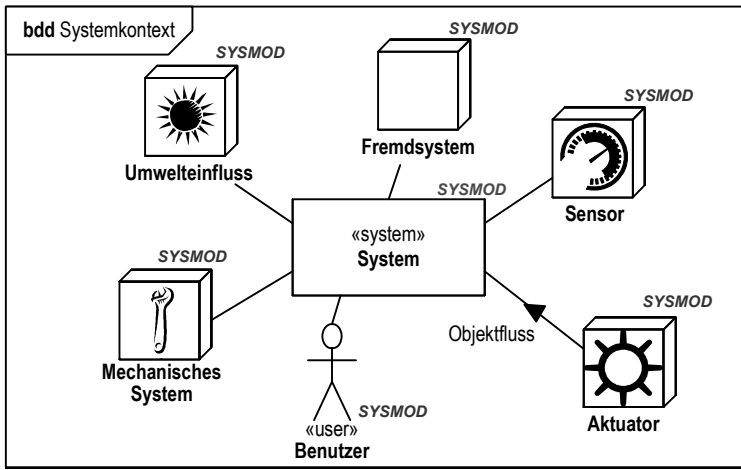 bdd Systemkontext
SYSMOD
Umwelteinfluss
SYSMOD
Fremdsystem
SYSMOD
Sensor
SYSMOD
«system»
System
SYSMOD
Mechanisches
System
Objektfluss
SYSMOD
Aktuator
«user»
Benutzer
SYSMOD